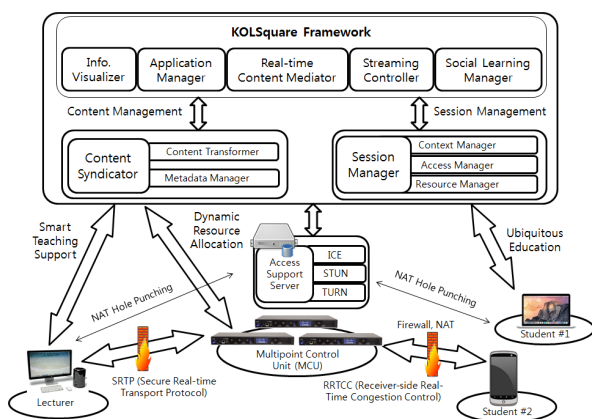 KOLSquare Framework
Info.
Visualizer
Application
Manager
Real-time
Content Mediator
Streaming
Controller
Social Learning
Manager
Content Management
Session Management
Content
Syndicator
Content Transformer
Metadata Manager
Session
Manager
Context Manager
Access Manager
Resource Manager
Smart
Teaching
Support
Dynamic
Resource
Allocation
Ubiquitous
Education
Access
Support
Server
ICE
STUN
TURN
NAT Hole Punching
NAT Hole Punching
Firewall, NAT
Student #1
Multipoint Control
Unit (MCU)
Lecturer
SRTP (Secure Real-time
Transport Protocol)
RRTCC (Receiver-side Real-
Time Congestion Control)
Student #2